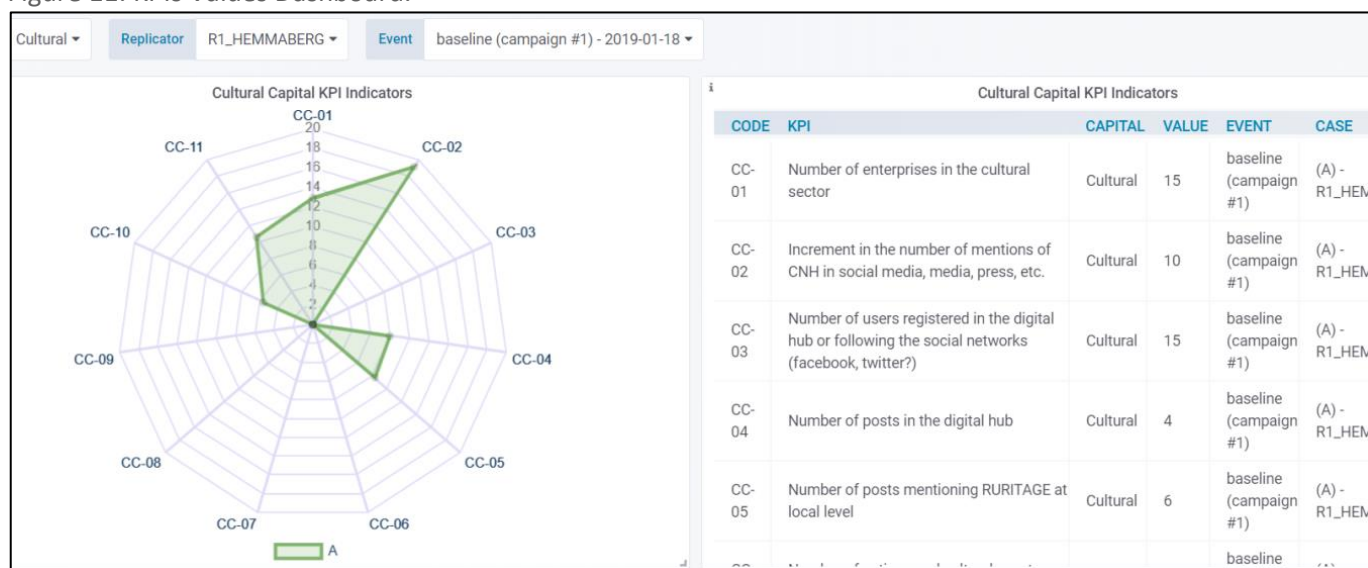 Cultural Replicator R1_HEMMABERG Event baseline (campaign #1) - 2019-01-18
Cultural Capital KPI Indicators
CC-01
20
18
16
14
12
10
8
6
4
2
CC-02
CC-03
CC-04
CC-05
CC-06
CC-07
CC-08
CC-09
CC-10
CC-11
A
i
Cultural Capital KPI Indicators
CODE KPI CAPITAL VALUE EVENT CASE
CC-
01
Number of enterprises in the cultural
sector
Cultural 15
baseline
(campaign
#1)
(A) -
R1_HEM
CC-
02
Increment in the number of mentions of
CNH in social media, media, press, etc.
Cultural 10
baseline
(campaign
#1)
(A) -
R1_HEM
CC-
03
Number of users registered in the digital
hub or following the social networks
(facebook, twitter?)
Cultural 15
baseline
(campaign
#1)
(A) -
R1_HEM
CC-
04
Number of posts in the digital hub
Cultural 4
baseline
(campaign
#1)
(A) -
R1_HEM
CC-
05
Number of posts mentioning RURITAGE at
local level
Cultural 6
baseline
(campaign
#1)
(A) -
R1_HEM
baseline